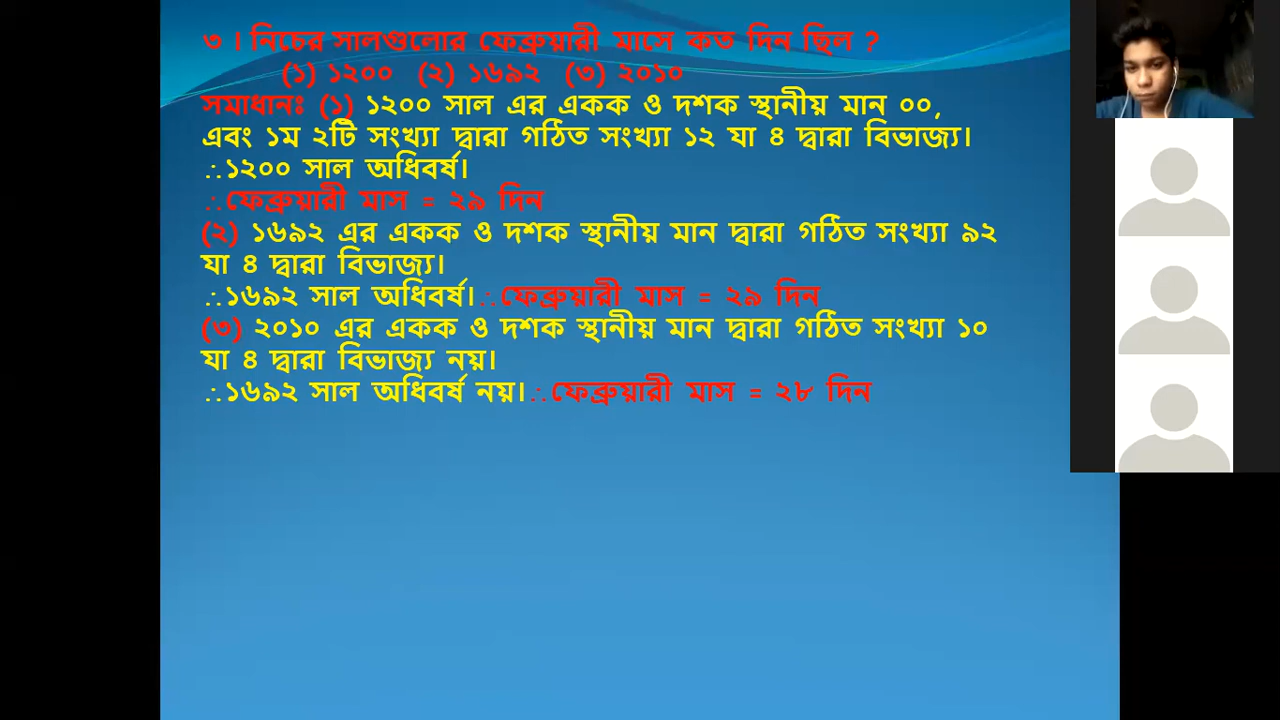 ৩ । নিচের সালগুলোর ফেব্রুয়ারী মাসে কত দিন ছিল ?
(১) ১২০০ (২) ১৬৯২ (৩) ২০১০
সমাধানঃ (১) ১২০০ সাল এর একক ও দশক স্থানীয় মান ০০,
এবং ১ম ২টি সংখ্যা দ্বারা গঠিত সংখ্যা ১২ যা ৪ দ্বারা বিভাজ্য।
∴১২০০ সাল অধিবর্ষ।
∴ফেব্রুয়ারী মাস = ২৯ দিন
(২) ১৬৯২ এর একক ও দশক স্থানীয় মান দ্বারা গঠিত সংখ্যা ৯২
যা ৪ দ্বারা বিভাজ্য।
∴১৬৯২ সাল অধিবর্ষ।∴ফেব্রুয়ারী মাস = ২৯ দিন
(৩) ২০১০ এর একক ও দশক স্থানীয় মান দ্বারা গঠিত সংখ্যা ১০
যা ৪ দ্বারা বিভাজ্য নয়।
∴১৬৯২ সাল অধিবর্ষ নয়।∴ফেব্রুয়ারী মাস = ২৮ দিন